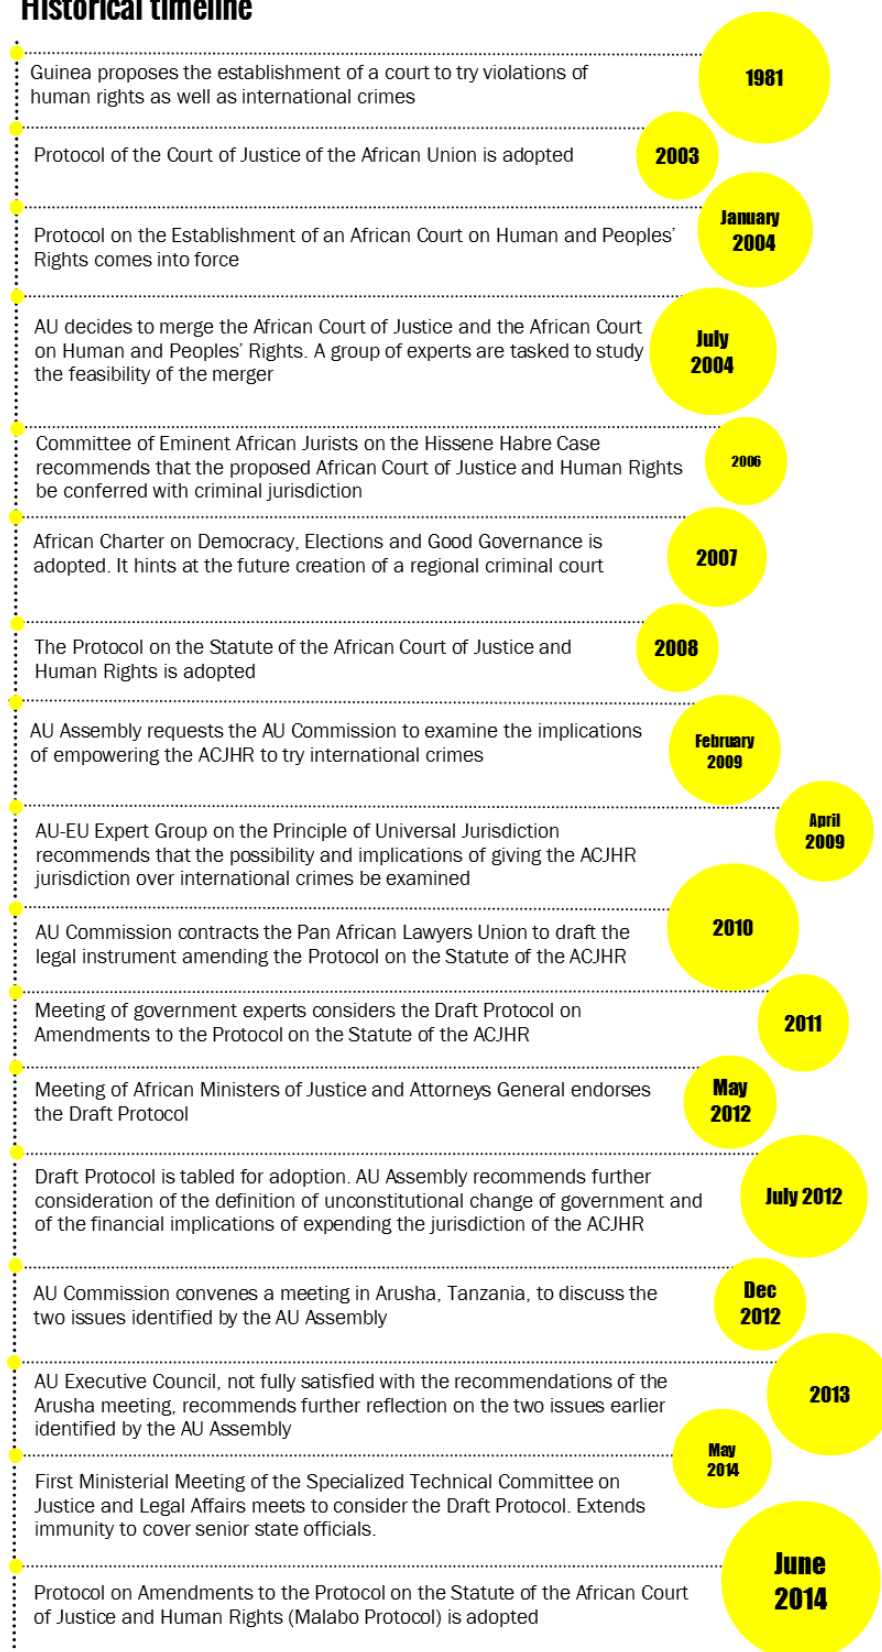 Historical timeline
1981
Guinea proposes the establishment of a court to try violations of
human rights as well as international crimes
2003
Protocol of the Court of Justice of the African Union is adopted
January
2004
Protocol on the Establishment of an African Court on Human and Peoples’
Rights comes into force
July
2004
AU decides to merge the African Court of Justice and the African Court
on Human and Peoples’ Rights. A group of experts are tasked to study
the feasibility of the merger
2006
Committee of Eminent African Jurists on the Hissene Habre Case
recommends that the proposed African Court of Justice and Human Rights
be conferred with criminal jurisdiction
2007
African Charter on Democracy, Elections and Good Governance is
adopted. It hints at the future creation of a regional criminal court
2008
The Protocol on the Statute of the African Court of Justice and
Human Rights is adopted
February
2009
AU Assembly requests the AU Commission to examine the implications
of empowering the ACJHR to try international crimes
April
2009
AU-EU Expert Group on the Principle of Universal Jurisdiction
recommends that the possibility and implications of giving the ACJHR
jurisdiction over international crimes be examined
2010
AU Commission contracts the Pan African Lawyers Union to draft the
legal instrument amending the Protocol on the Statute of the ACJHR
2011
Meeting of government experts considers the Draft Protocol on
Amendments to the Protocol on the Statute of the ACJHR
May
2012
Meeting of African Ministers of Justice and Attorneys General endorses
the Draft Protocol
July 2012
Draft Protocol is tabled for adoption. AU Assembly recommends further
consideration of the definition of unconstitutional change of government and
of the financial implications of expending the jurisdiction of the ACJHR
Dec
2012
AU Commission convenes a meeting in Arusha, Tanzania, to discuss the
two issues identified by the AU Assembly
2013
AU Executive Council, not fully satisfied with the recommendations of the
Arusha meeting, recommends further reflection on the two issues earlier
identified by the AU Assembly
May
2014
First Ministerial Meeting of the Specialized Technical Committee on
Justice and Legal Affairs meets to consider the Draft Protocol. Extends
immunity to cover senior state officials.
June
2014
Protocol on Amendments to the Protocol on the Statute of the African Court
of Justice and Human Rights (Malabo Protocol) is adopted